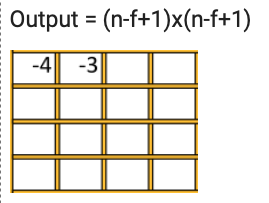 Output = (n-f+1)x(n-f+1)
-4 -3